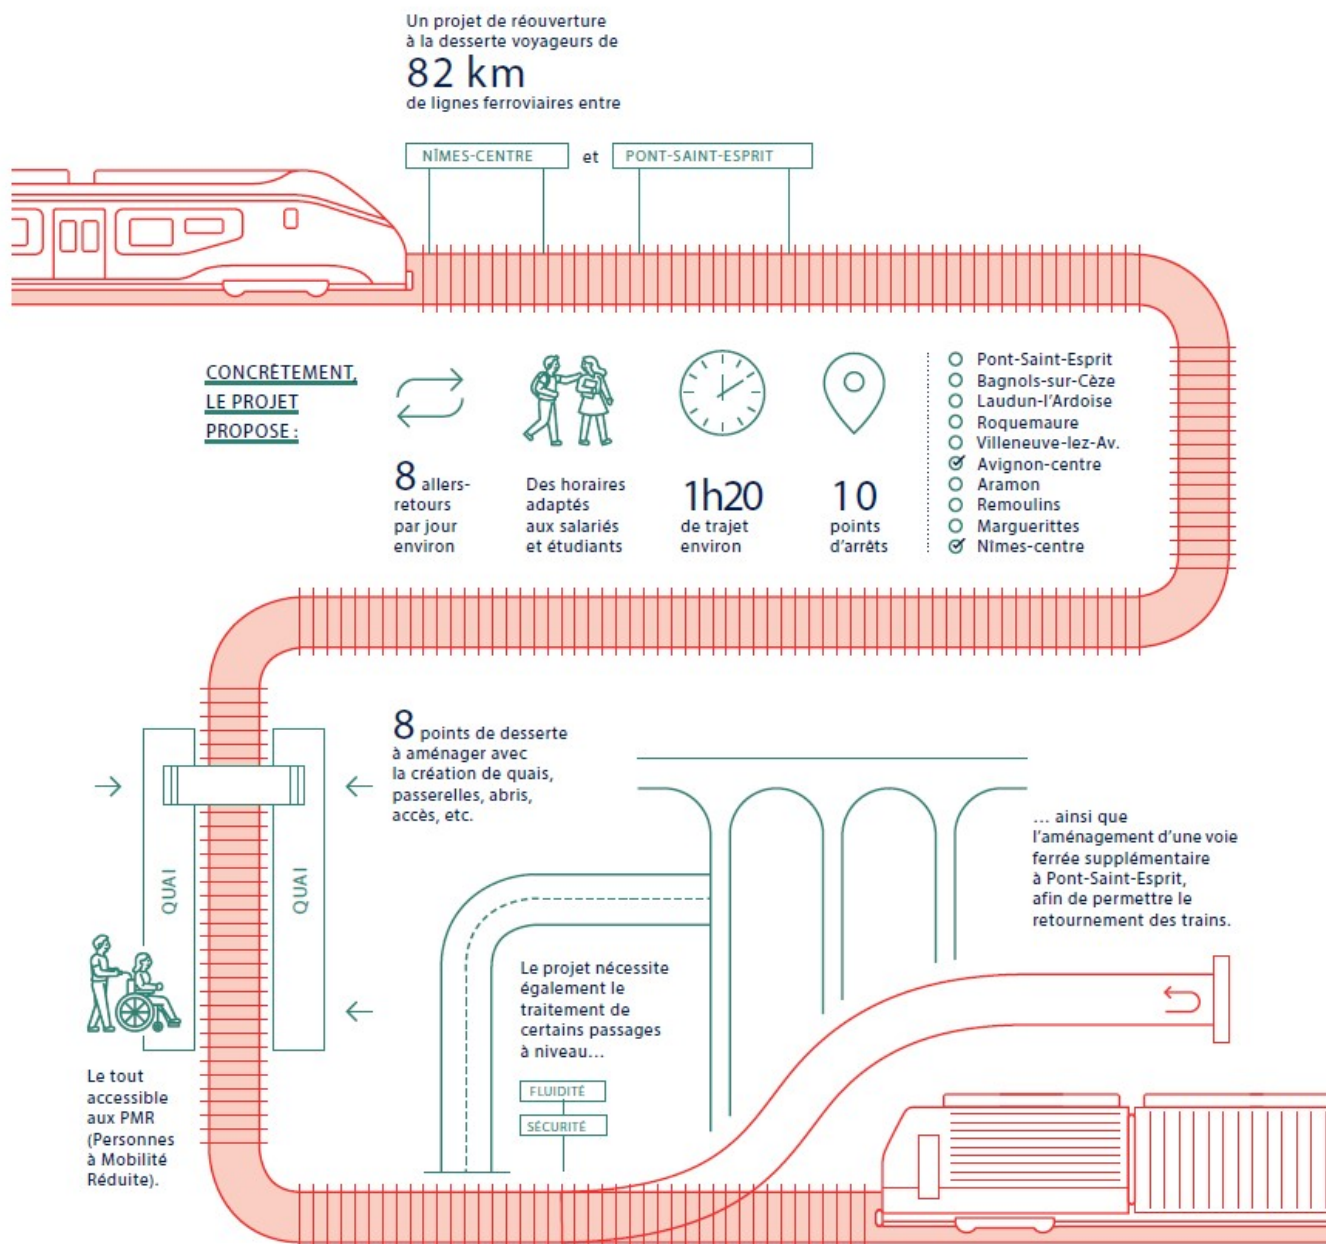 Un projet de réouverture
à la desserte voyageurs de
82 km
de lignes ferroviaires entre
NÎMES-CENTRE et PONT-SAINT-ESPRIT
CONCRÈTEMENT,
LE PROJET
PROPOSE :
8 allers-
retours
par jour
environ
Des horaires
adaptés
aux salariés
et étudiants
1h20
de trajet
environ
10
points
d'arrêts
Pont-Saint-Esprit
Bagnols-sur-Cèze
Laudun-l'Ardoise
Roquemaure
Villeneuve-lez-Av.
Avignon-centre
Aramon
Remoulins
Marguerittes
Nîmes-centre
8 points de desserte
à aménager avec
la création de quais,
passerelles, abris,
accès, etc.
QUAI
QUAI
Le tout
accessible
aux PMR
(Personnes
à Mobilité
Réduite).
Le projet nécessite
également le
traitement de
certains passages
à niveau...
FLUIDITÉ
SÉCURITÉ
... ainsi que
l'aménagement d'une voie
ferrée supplémentaire
à Pont-Saint-Esprit,
afin de permettre le
retournement des trains.